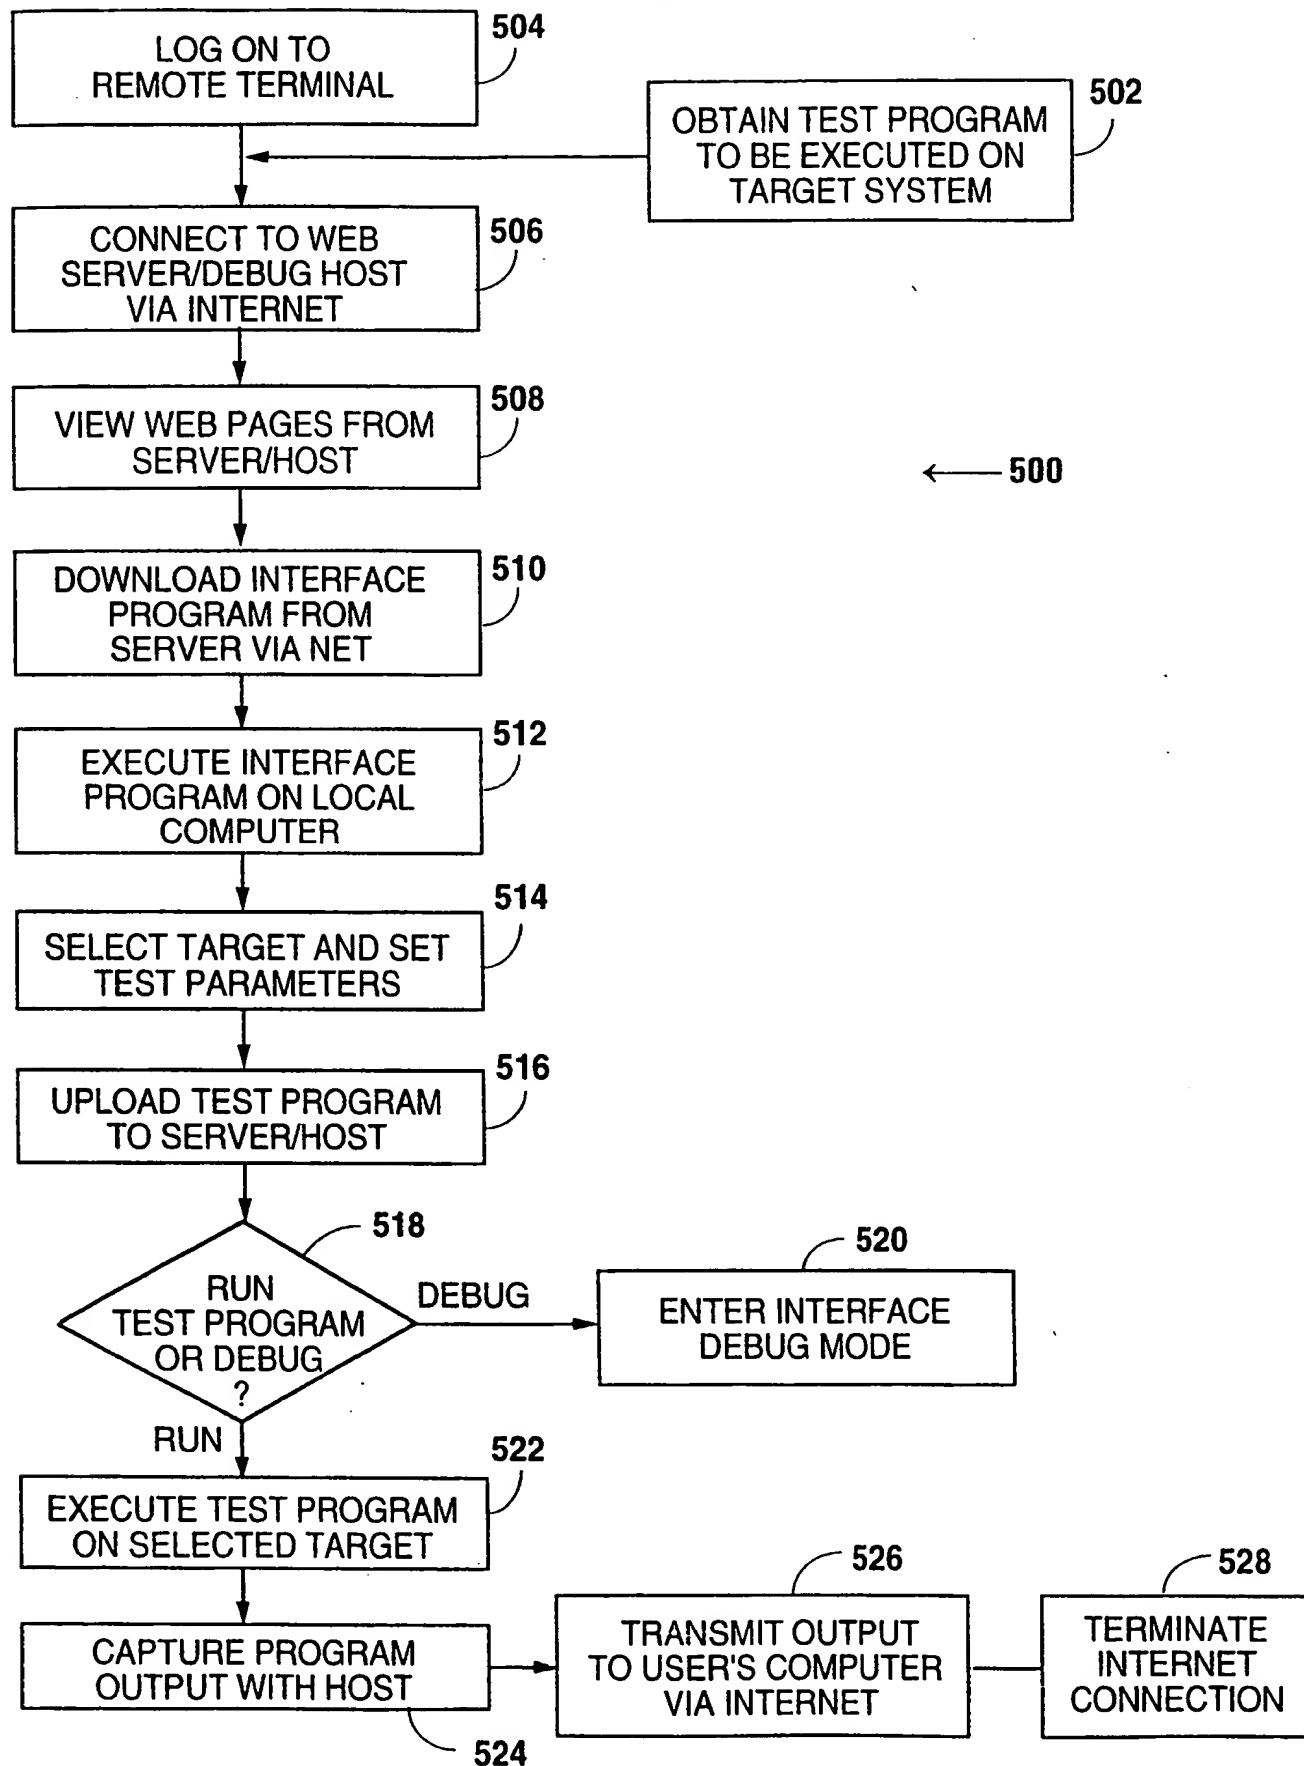 504
LOG ON TO
REMOTE TERMINAL
502
OBTAIN TEST PROGRAM
TO BE EXECUTED ON
TARGET SYSTEM
506
CONNECT TO WEB
SERVER/DEBUG HOST
VIA INTERNET
508
VIEW WEB PAGES FROM
SERVER/HOST
500
510
DOWNLOAD INTERFACE
PROGRAM FROM
SERVER VIA NET
512
EXECUTE INTERFACE
PROGRAM ON LOCAL
COMPUTER
514
SELECT TARGET AND SET
TEST PARAMETERS
516
UPLOAD TEST PROGRAM
TO SERVER/HOST
518
RUN
TEST PROGRAM
OR DEBUG
?
DEBUG
520
ENTER INTERFACE
DEBUG MODE
RUN
522
EXECUTE TEST PROGRAM
ON SELECTED TARGET
CAPTURE PROGRAM
OUTPUT WITH HOST
524
526
TRANSMIT OUTPUT
TO USER'S COMPUTER
VIA INTERNET
528
TERMINATE
INTERNET
CONNECTION